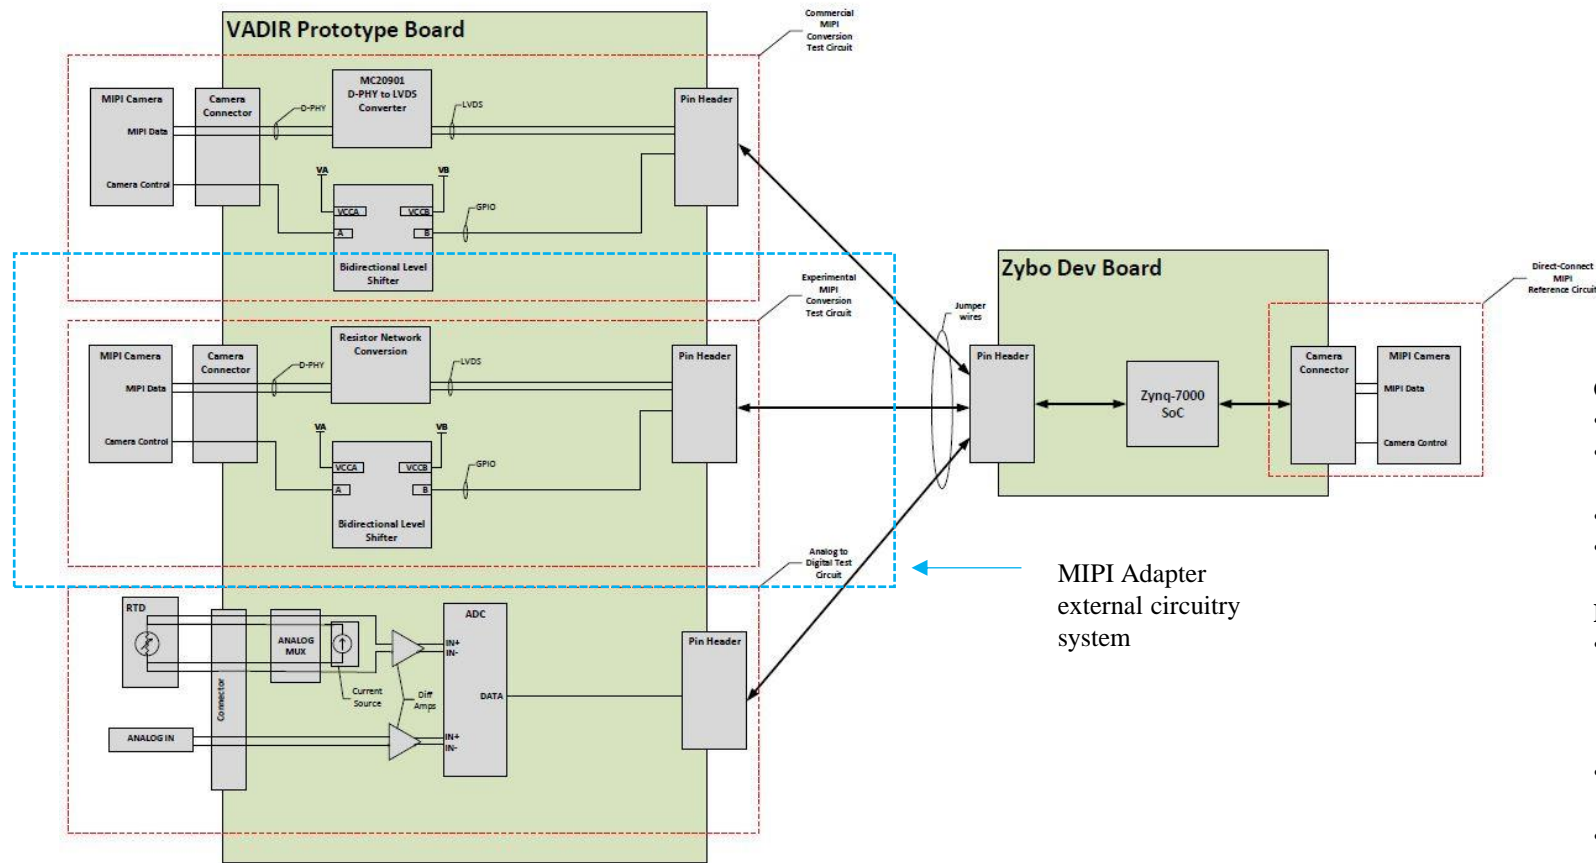 VADIR Prototype Board
Commercial
MIPI
Conversion
Test Circuit
MIPI Camera
MIPI Data
Camera Control
Camera
Connector
D-PHY
MC20901
D-PHY to LVDS
Converter
LVDS
Pin Header
VA
VB
VCCA
VCCB
A
B
GPIO
Bidirectional Level
Shifter
Experimental
MIPI
Conversion
Test Circuit
MIPI Camera
MIPI Data
Camera Control
Camera
Connector
D-PHY
Resistor Network
Conversion
LVDS
Pin Header
VA
VB
VCCA
VCCB
A
B
GPIO
Bidirectional Level
Shifter
Analog to
Digital Test
Circuit
RTD
ANALOG IN
Connector
ANALOG
MUX
Current
Source
Diff
Amps
ADC
IN+
IN-
DATA
IN+
IN-
Pin Header
Jumper
wires
Zybo Dev Board
Pin Header
Zynq-7000
SoC
Camera
Connector
MIPI Camera
MIPI Data
Camera Control
Direct-Connect
MIPI
Reference Circuit
MIPI Adapter
external circuitry
system